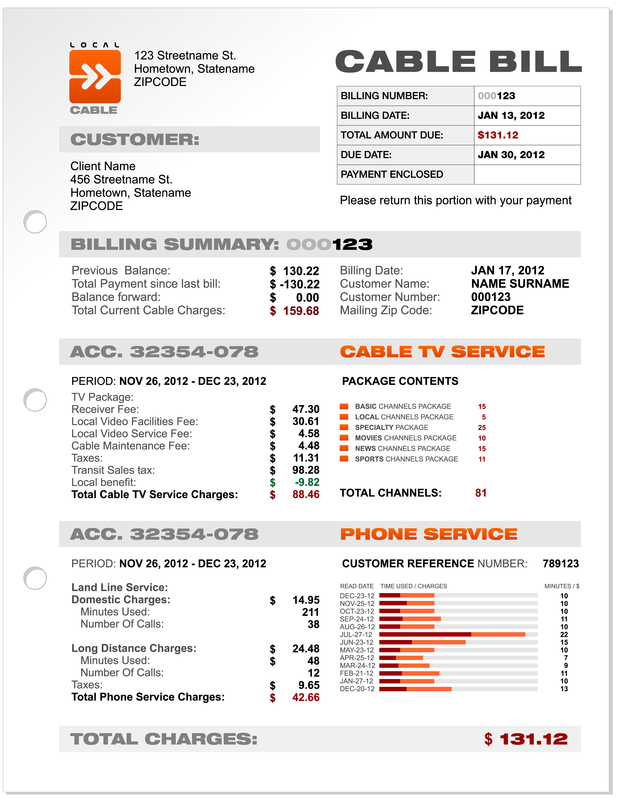 LOCAL
CABLE
123 Streetname St.
Hometown, Statename
ZIPCODE
CABLE BILL
BILLING NUMBER: 000123
BILLING DATE: JAN 13, 2012
TOTAL AMOUNT DUE: $131.12
DUE DATE: JAN 30, 2012
PAYMENT ENCLOSED
Please return this portion with your payment
CUSTOMER:
Client Name
456 Streetname St.
Hometown, Statename
ZIPCODE
BILLING SUMMARY: 000123
Previous Balance: $ 130.22
Total Payment since last bill: $ -130.22
Balance forward: $ 0.00
Total Current Cable Charges: $ 159.68
Billing Date: JAN 17, 2012
Customer Name: NAME SURNAME
Customer Number: 000123
Mailing Zip Code: ZIPCODE
ACC. 32354-078
CABLE TV SERVICE
PERIOD: NOV 26, 2012 - DEC 23, 2012
TV Package:
Receiver Fee: $ 47.30
Local Video Facilities Fee: $ 30.61
Local Video Service Fee: $ 4.58
Cable Maintenance Fee: $ 4.48
Taxes: $ 11.31
Transit Sales tax: $ 98.28
Local benefit: $ -9.82
Total Cable TV Service Charges: $ 88.46
PACKAGE CONTENTS
BASIC CHANNELS PACKAGE 15
LOCAL CHANNELS PACKAGE 5
SPECIALTY PACKAGE 25
MOVIES CHANNELS PACKAGE 10
NEWS CHANNELS PACKAGE 15
SPORTS CHANNELS PACKAGE 11
TOTAL CHANNELS: 81
ACC. 32354-078
PHONE SERVICE
PERIOD: NOV 26, 2012 - DEC 23, 2012
Land Line Service:
Domestic Charges: $ 14.95
Minutes Used: 211
Number Of Calls: 38
Long Distance Charges: $ 24.48
Minutes Used: $ 48
Number Of Calls: 12
Taxes: $ 9.65
Total Phone Service Charges: $ 42.66
CUSTOMER REFERENCE NUMBER: 789123
READ DATE TIME USED / CHARGES MINUTES / $
DEC-23-12 10
NOV-25-12 10
OCT-23-12 10
SEP-24-12 11
AUG-26-12 10
JUL-27-12 22
JUN-23-12 15
MAY-23-12 10
APR-25-12 7
MAR-24-12 9
FEB-21-12 11
JAN-27-12 10
DEC-20-12 13
TOTAL CHARGES: $ 131.12